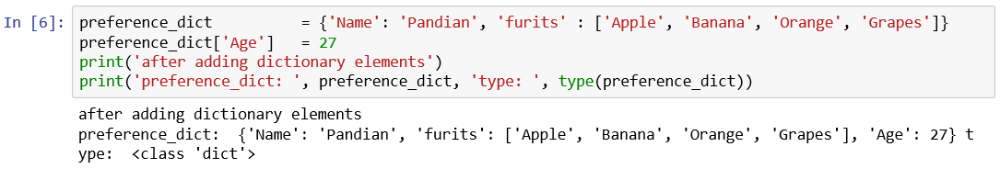 In [6]: preference_dict          = {'Name': 'Pandian', 'furits' : ['Apple', 'Banana', 'Orange', 'Grapes']}
preference_dict['Age']   = 27
print('after adding dictionary elements')
print('preference_dict: ', preference_dict, 'type: ', type(preference_dict))
after adding dictionary elements
preference_dict:  {'Name': 'Pandian', 'furits': ['Apple', 'Banana', 'Orange', 'Grapes'], 'Age': 27} t
ype:  <class 'dict'>